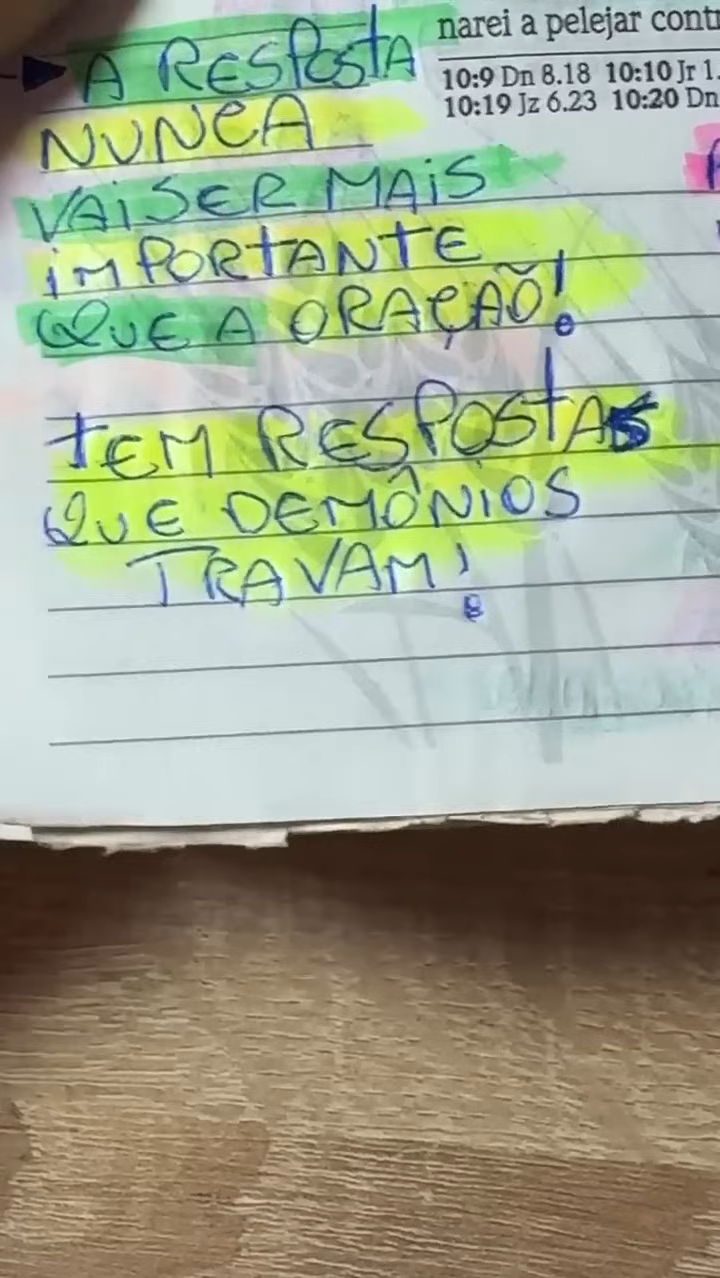 A RESPOSTA
NUNCA
VAI SER MAIS
IMPORTANTE
QUE A ORAÇÃO!
TEM RESPOSTAS
QUE DEMÔNIOS
TRAVAM!
narei a pelejar
10:9 Dn 8.18 10:10 Jr 1.
10:19 Jz 6.23 10:20 Dn